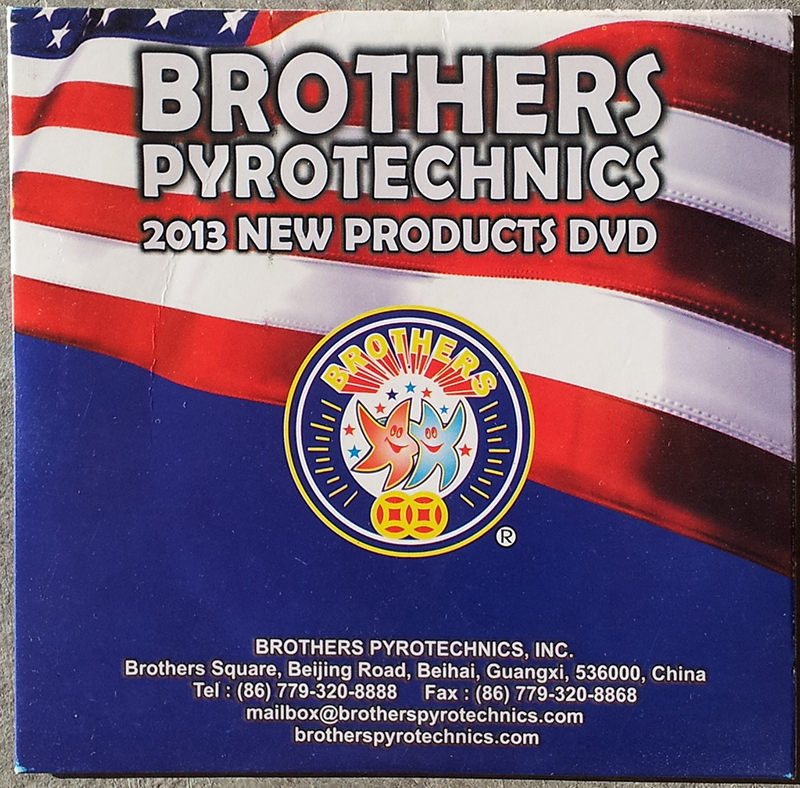 BROTHERS
PYROTECHNICS
2013 NEW PRODUCTS DVD
BROTHERS
®
BROTHERS PYROTECHNICS, INC.
Brothers Square, Beijing Road, Beihai, Guangxi, 536000, China
Tel : (86) 779-320-8888 Fax : (86) 779-320-8868
mailbox@brotherspyrotechnics.com
brotherspyrotechnics.com